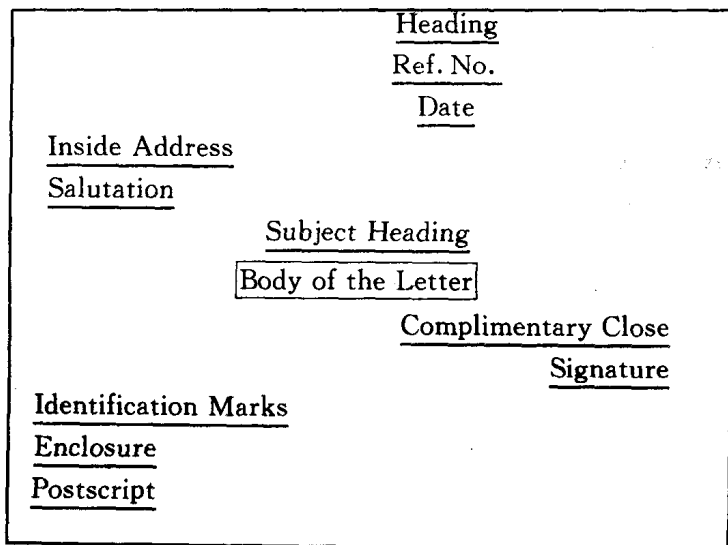 Heading
Ref. No.
Date
Inside Address
Salutation
Subject Heading
Body of the Letter
Complimentary Close
Signature
Identification Marks
Enclosure
Postscript